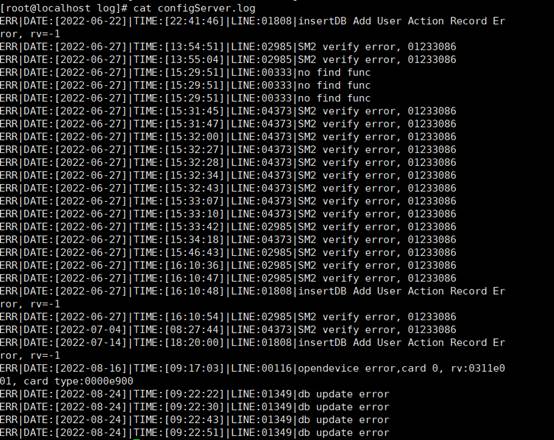 [root@localhost log]# cat configServer.log
ERR|DATE:[2022-06-22]|TIME:[22:41:46]|LINE:01808|insertDB Add User Action Record Er
ror, rv=-1
ERR|DATE:[2022-06-27]|TIME:[13:54:51]|LINE:02985|SM2 verify error, 01233086
ERR|DATE:[2022-06-27]|TIME:[13:55:04]|LINE:02985|SM2 verify error, 01233086
ERR|DATE:[2022-06-27]|TIME:[15:29:51]|LINE:00333|no find func
ERR|DATE:[2022-06-27]|TIME:[15:29:51]|LINE:00333|no find func
ERR|DATE:[2022-06-27]|TIME:[15:29:51]|LINE:00333|no find func
ERR|DATE:[2022-06-27]|TIME:[15:31:45]|LINE:04373|SM2 verify error, 01233086
ERR|DATE:[2022-06-27]|TIME:[15:31:47]|LINE:04373|SM2 verify error, 01233086
ERR|DATE:[2022-06-27]|TIME:[15:32:00]|LINE:04373|SM2 verify error, 01233086
ERR|DATE:[2022-06-27]|TIME:[15:32:27]|LINE:04373|SM2 verify error, 01233086
ERR|DATE:[2022-06-27]|TIME:[15:32:28]|LINE:04373|SM2 verify error, 01233086
ERR|DATE:[2022-06-27]|TIME:[15:32:34]|LINE:04373|SM2 verify error, 01233086
ERR|DATE:[2022-06-27]|TIME:[15:32:43]|LINE:04373|SM2 verify error, 01233086
ERR|DATE:[2022-06-27]|TIME:[15:33:07]|LINE:04373|SM2 verify error, 01233086
ERR|DATE:[2022-06-27]|TIME:[15:33:10]|LINE:04373|SM2 verify error, 01233086
ERR|DATE:[2022-06-27]|TIME:[15:33:42]|LINE:02985|SM2 verify error, 01233086
ERR|DATE:[2022-06-27]|TIME:[15:34:18]|LINE:04373|SM2 verify error, 01233086
ERR|DATE:[2022-06-27]|TIME:[15:46:43]|LINE:02985|SM2 verify error, 01233086
ERR|DATE:[2022-06-27]|TIME:[16:10:36]|LINE:02985|SM2 verify error, 01233086
ERR|DATE:[2022-06-27]|TIME:[16:10:47]|LINE:02985|SM2 verify error, 01233086
ERR|DATE:[2022-06-27]|TIME:[16:10:48]|LINE:01808|insertDB Add User Action Record Er
ror, rv=-1
ERR|DATE:[2022-06-27]|TIME:[16:10:54]|LINE:02985|SM2 verify error, 01233086
ERR|DATE:[2022-07-04]|TIME:[08:27:44]|LINE:04373|SM2 verify error, 01233086
ERR|DATE:[2022-07-14]|TIME:[18:20:00]|LINE:01808|insertDB Add User Action Record Er
ror, rv=-1
ERR|DATE:[2022-08-16]|TIME:[09:17:03]|LINE:00116|opendevice error,card 0, rv:0311e0
01, card type:0000e900
ERR|DATE:[2022-08-24]|TIME:[09:22:22]|LINE:01349|db update error
ERR|DATE:[2022-08-24]|TIME:[09:22:30]|LINE:01349|db update error
ERR|DATE:[2022-08-24]|TIME:[09:22:43]|LINE:01349|db update error
ERR|DATE:[2022-08-24]|TIME:[09:22:51]|LINE:01349|db update error